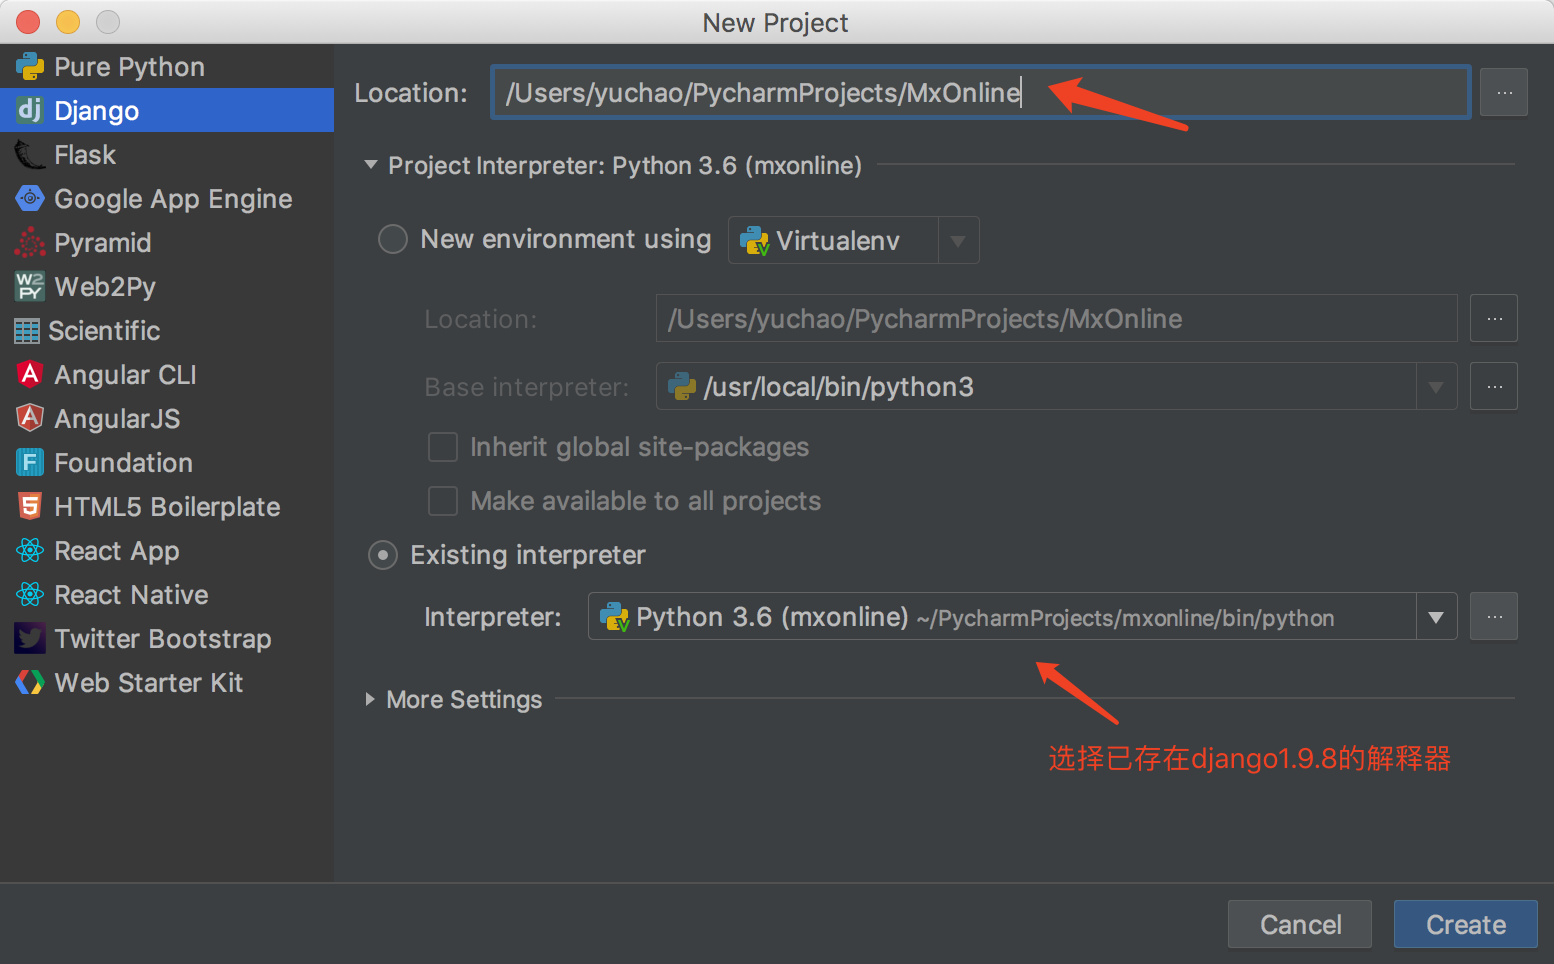 New Project
Pure Python
Django
Flask
Google App Engine
Pyramid
Web2Py
Scientific
Angular CLI
AngularJS
Foundation
HTML5 Boilerplate
React App
React Native
Twitter Bootstrap
Web Starter Kit
Location: /Users/yuchao/PycharmProjects/MxOnline ...
Project Interpreter: Python 3.6 (mxonline)
New environment using Virtualenv
Location: /Users/yuchao/PycharmProjects/MxOnline ...
Base interpreter: /usr/local/bin/python3 ...
Inherit global site-packages
Make available to all projects
Existing interpreter
Interpreter: Python 3.6 (mxonline) ~/PycharmProjects/mxonline/bin/python ...
More Settings
选择已存在django1.9.8的解释器
Cancel Create